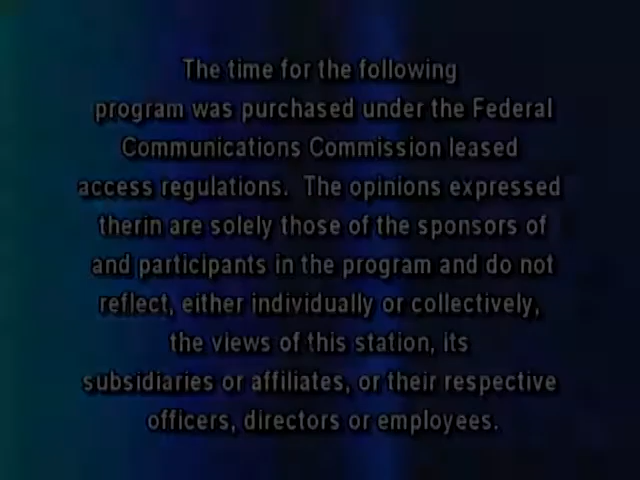 The time for the following
program was purchased under the Federal
Communications Commission leased
access regulations. The opinions expressed
therin are solely those of the sponsors of
and participants in the program and do not
reflect, either individually or collectively,
the views of this station, its
subsidiaries or affiliates, or their respective
officers, directors or employees.